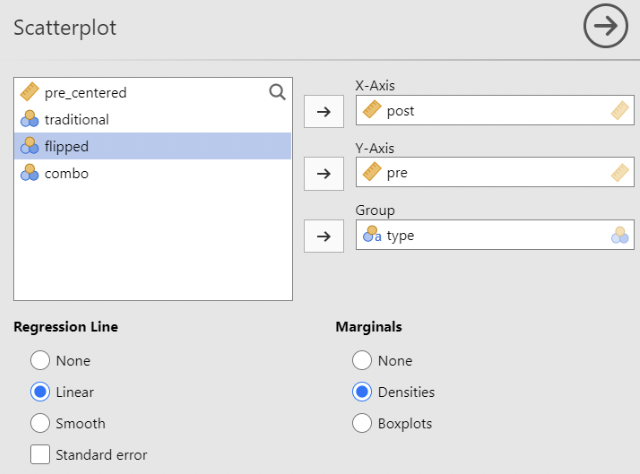 Scatterplot
pre_centered
traditional
flipped
combo
X-Axis
post
Y-Axis
pre
Group
a type
Regression Line
None
Linear
Smooth
Standard error
Marginals
None
Densities
Boxplots